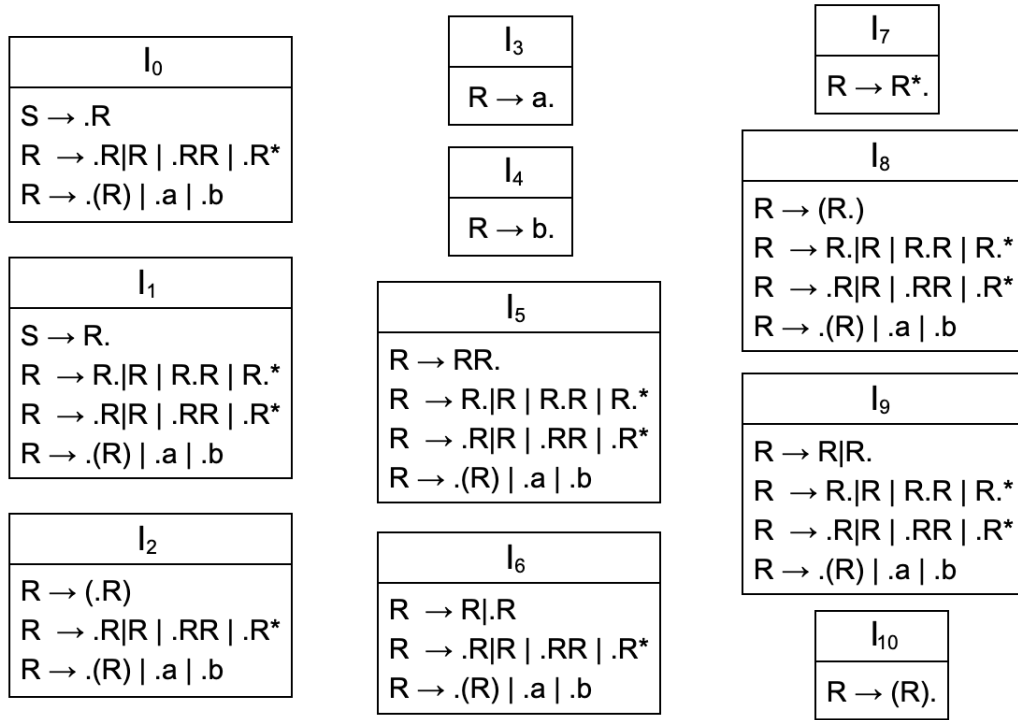 I₀
S → .R
R → .R|R | .RR | .R*
R → .(R) | .a | .b
I₁
S → R.
R → R.|R | R.R | R.*
R → .R|R | .RR | .R*
R → .(R) | .a | .b
I₂
R → (.R)
R → .R|R | .RR | .R*
R → .(R) | .a | .b
I₃
R → a.
I₄
R → b.
I₅
R → RR.
R → R.|R | R.R | R.*
R → .R|R | .RR | .R*
R → .(R) | .a | .b
I₆
R → R|.R
R → .R|R | .RR | .R*
R → .(R) | .a | .b
I₇
R → R*.
I₈
R → (R.)
R → R.|R | R.R | R.*
R → .R|R | .RR | .R*
R → .(R) | .a | .b
I₉
R → R|R.
R → R.|R | R.R | R.*
R → .R|R | .RR | .R*
R → .(R) | .a | .b
I₁₀
R → (R).